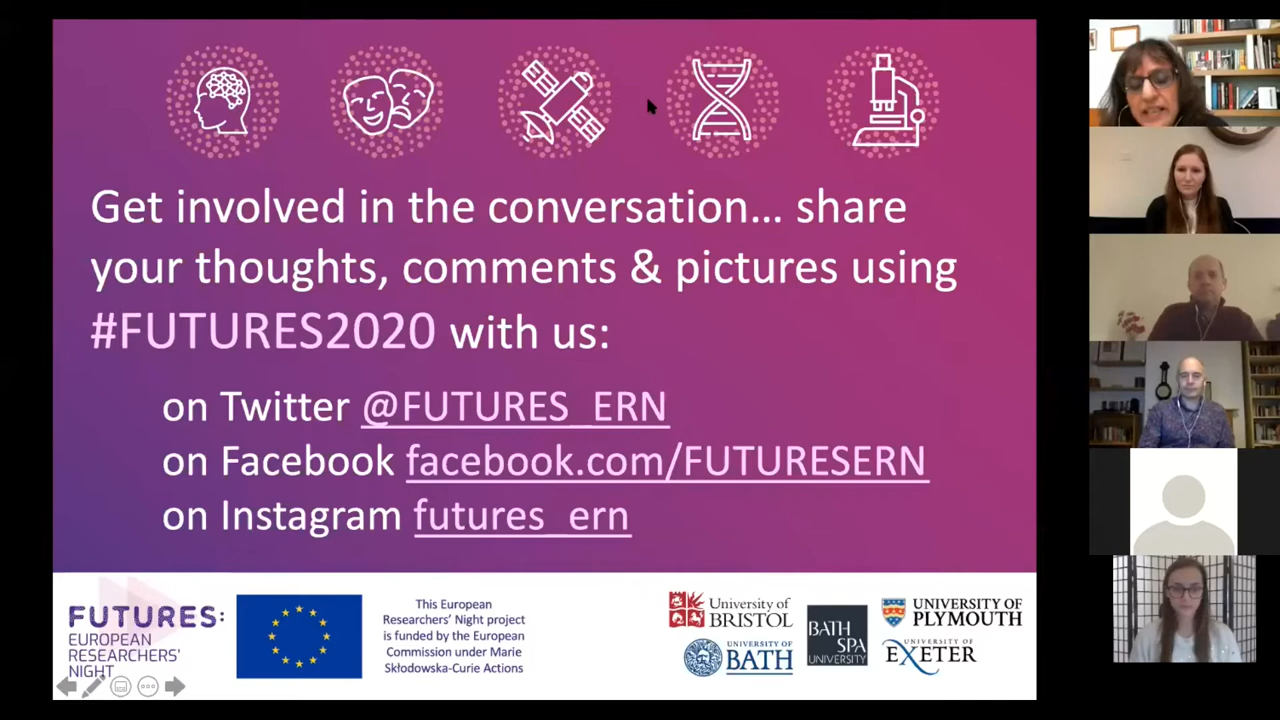 Get involved in the conversation... share
your thoughts, comments & pictures using
#FUTURES2020 with us:
on Twitter @FUTURES_ERN
on Facebook facebook.com/FUTURESERN
on Instagram futures_ern
FUTURES:
EUROPEAN
RESEARCHERS'
NIGHT
This European
Researchers' Night project
is funded by the European
Commission under Marie
Skłodowska-Curie Actions
University of
BRISTOL
UNIVERSITY OF
BATH
BATH
SPA
UNIVERSITY
UNIVERSITY OF
PLYMOUTH
UNIVERSITY OF
EXETER